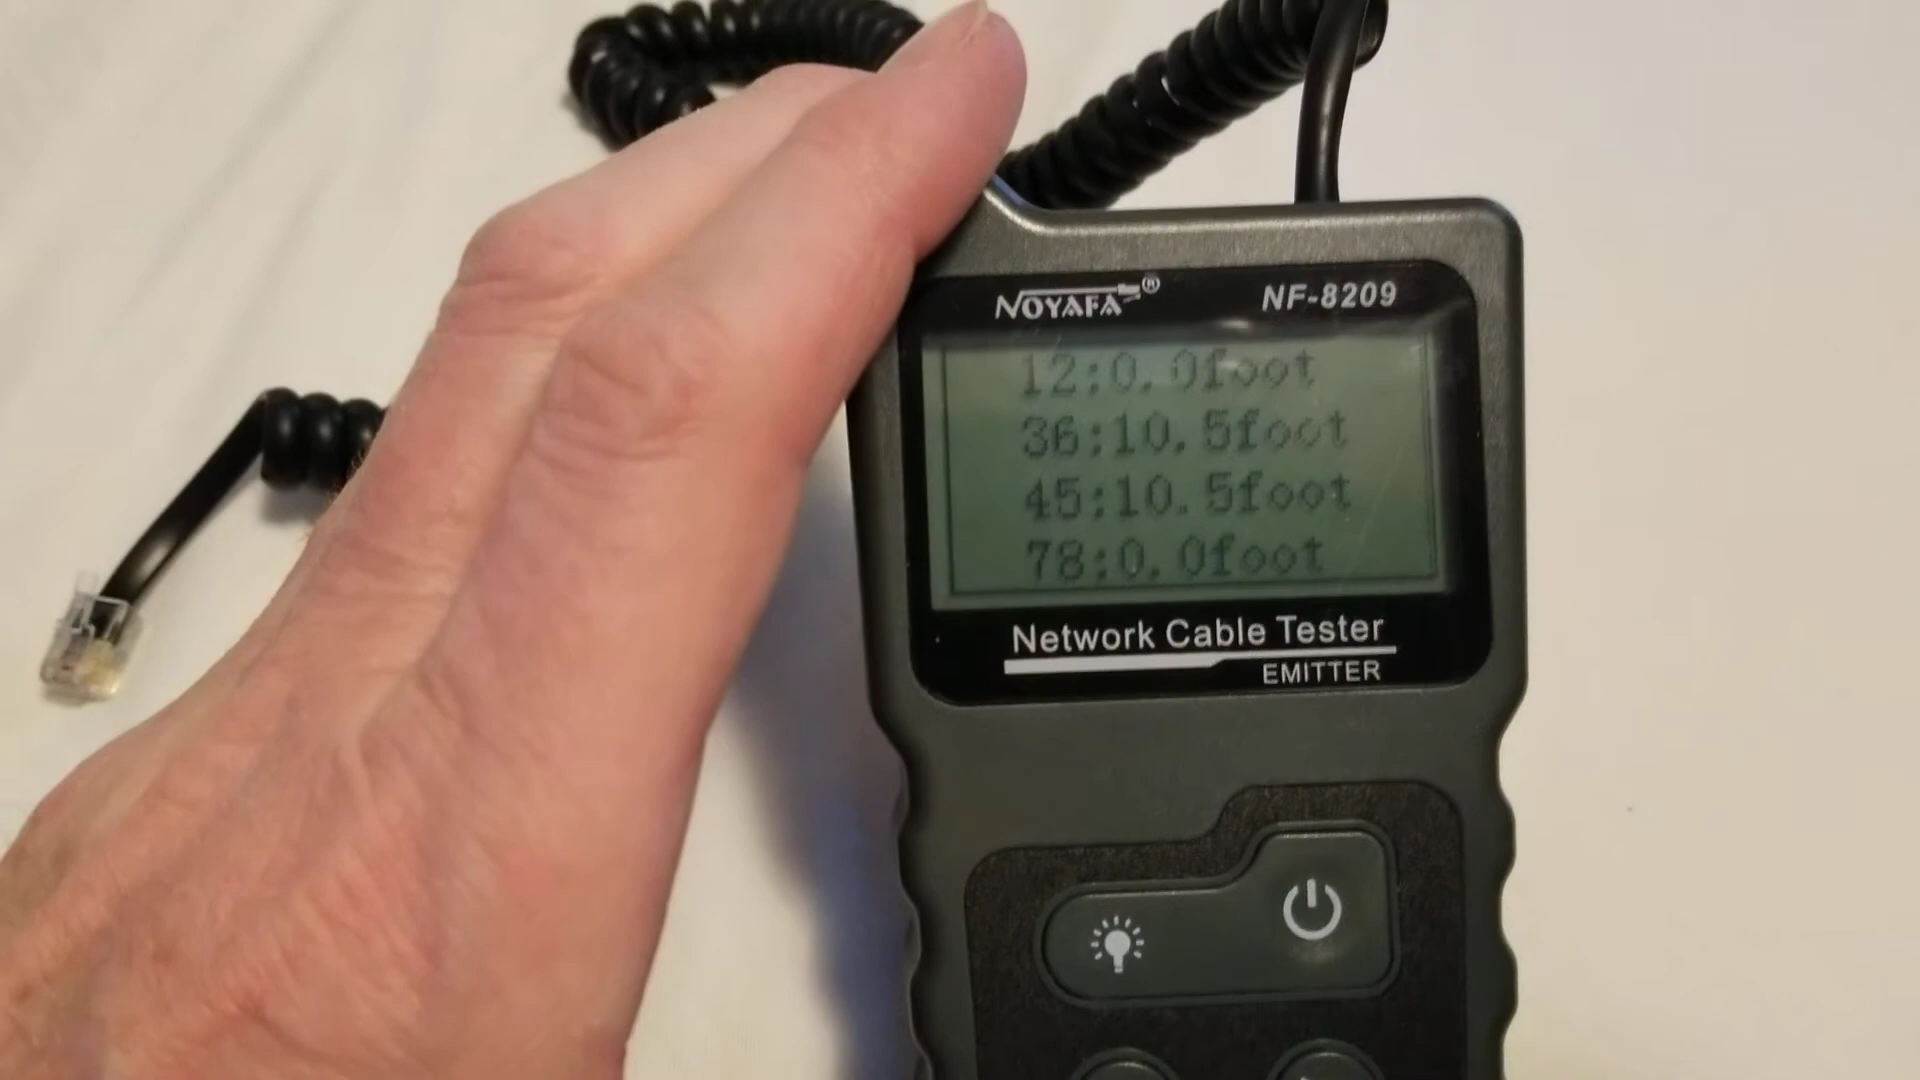 NOYAFA® NF-8209
12:0.0foot
36:10.5foot
45:10.5foot
78:0.0foot
Network Cable Tester
EMITTER